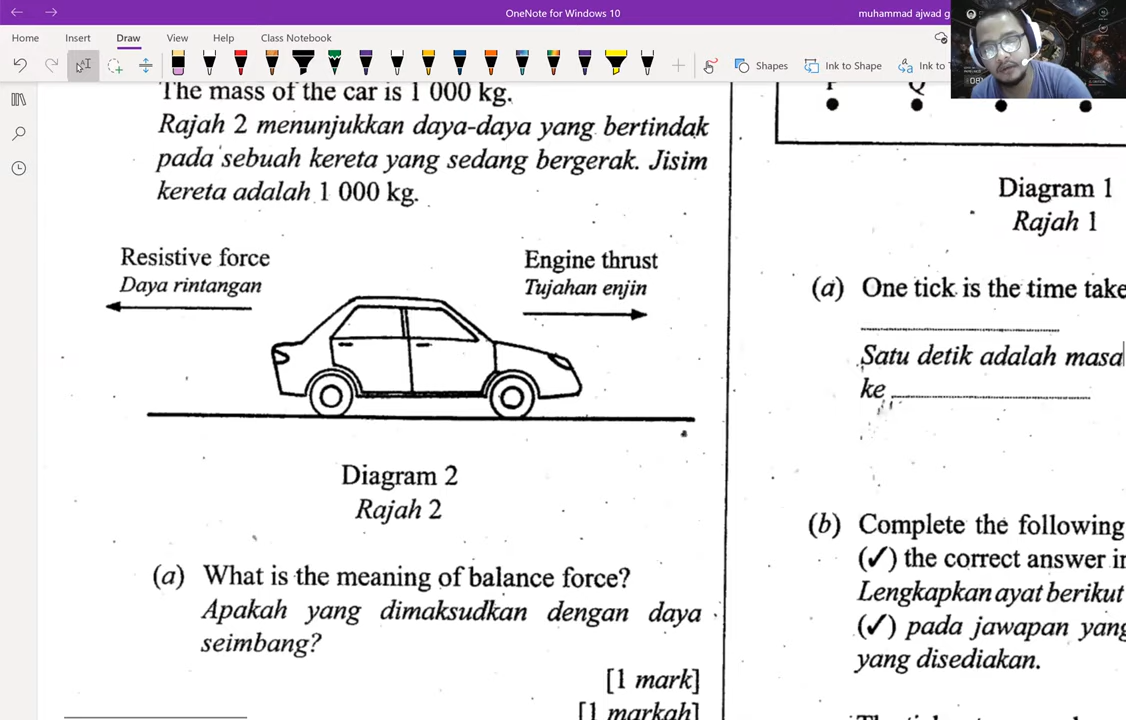 OneNote for Windows 10
muhammad ajwad g
Home
Insert
Draw
View
Help
Class Notebook
Shapes
Ink to Shape
Ink to
The mass of the car is 1 000 kg.
Rajah 2 menunjukkan daya-daya yang bertindak
pada sebuah kereta yang sedang bergerak. Jisim
kereta adalah 1 000 kg.
Resistive force
Daya rintangan
Engine thrust
Tujahan enjin
Diagram 2
Rajah 2
(a) What is the meaning of balance force?
Apakah yang dimaksudkan dengan daya
seimbang?
[1 mark]
[1 markah]
Diagram 1
Rajah 1
(a) One tick is the time take
Satu detik adalah masa
ke
(b) Complete the following
(✓) the correct answer in
Lengkapkan ayat berikut
(✓) pada jawapan yang
yang disediakan.